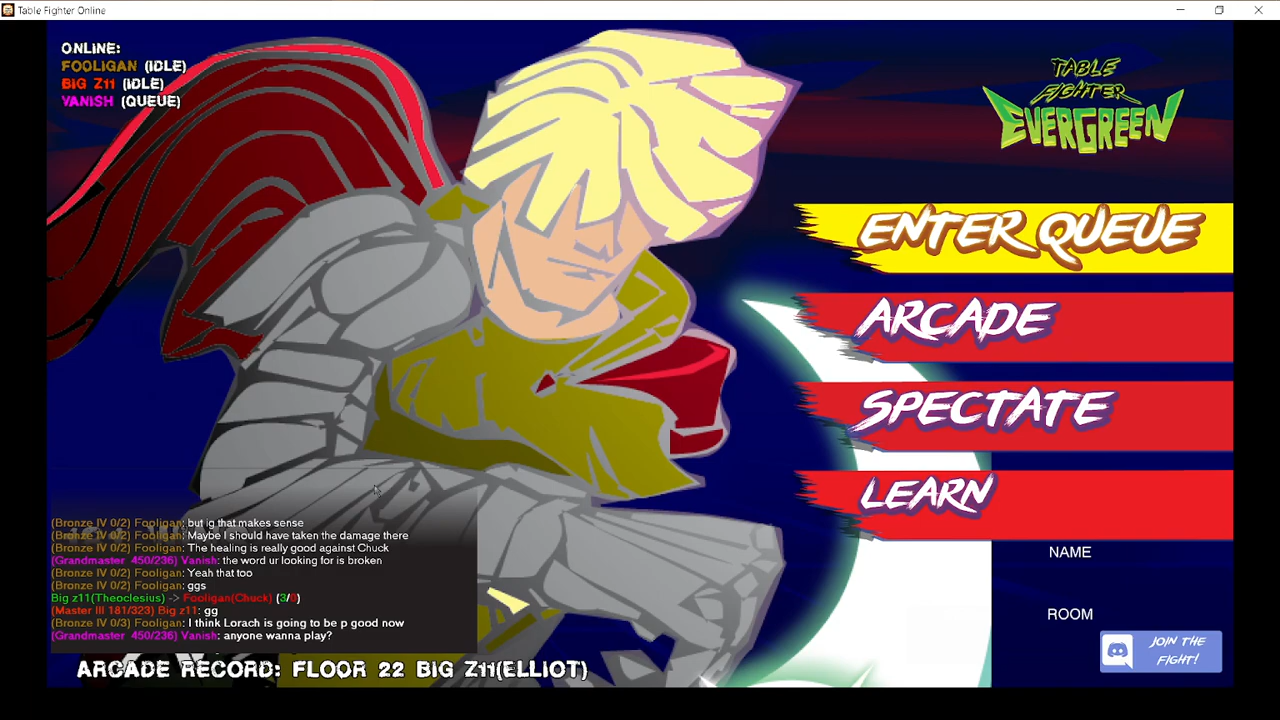 Table Fighter Online
ONLINE:
FOOLIGAN (IDLE)
BIG Z11 (IDLE)
VANISH (QUEUE)
TABLE
FIGHTER
EVERGREEN
ENTER QUEUE
ARCADE
SPECTATE
LEARN
(Bronze IV 0/2) Fooligan: but ig that makes sense
(Bronze IV 0/2) Fooligan: Maybe I should have taken the damage there
(Bronze IV 0/2) Fooligan: The healing is really good against Chuck
(Grandmaster 450/236) Vanish: the word ur looking for is broken
(Bronze IV 0/2) Fooligan: Yeah that too
(Bronze IV 0/2) Fooligan: ggs
Big z11(Theoclesius) -> Fooligan(Chuck) (3/0)
(Master III 181/323) Big z11: gg
(Bronze IV 0/3) Fooligan: I think Lorach is going to be p good now
(Grandmaster 450/236) Vanish: anyone wanna play?
NAME
ROOM
JOIN THE
FIGHT!
ARCADE RECORD: FLOOR 22 BIG Z11(ELLIOT)